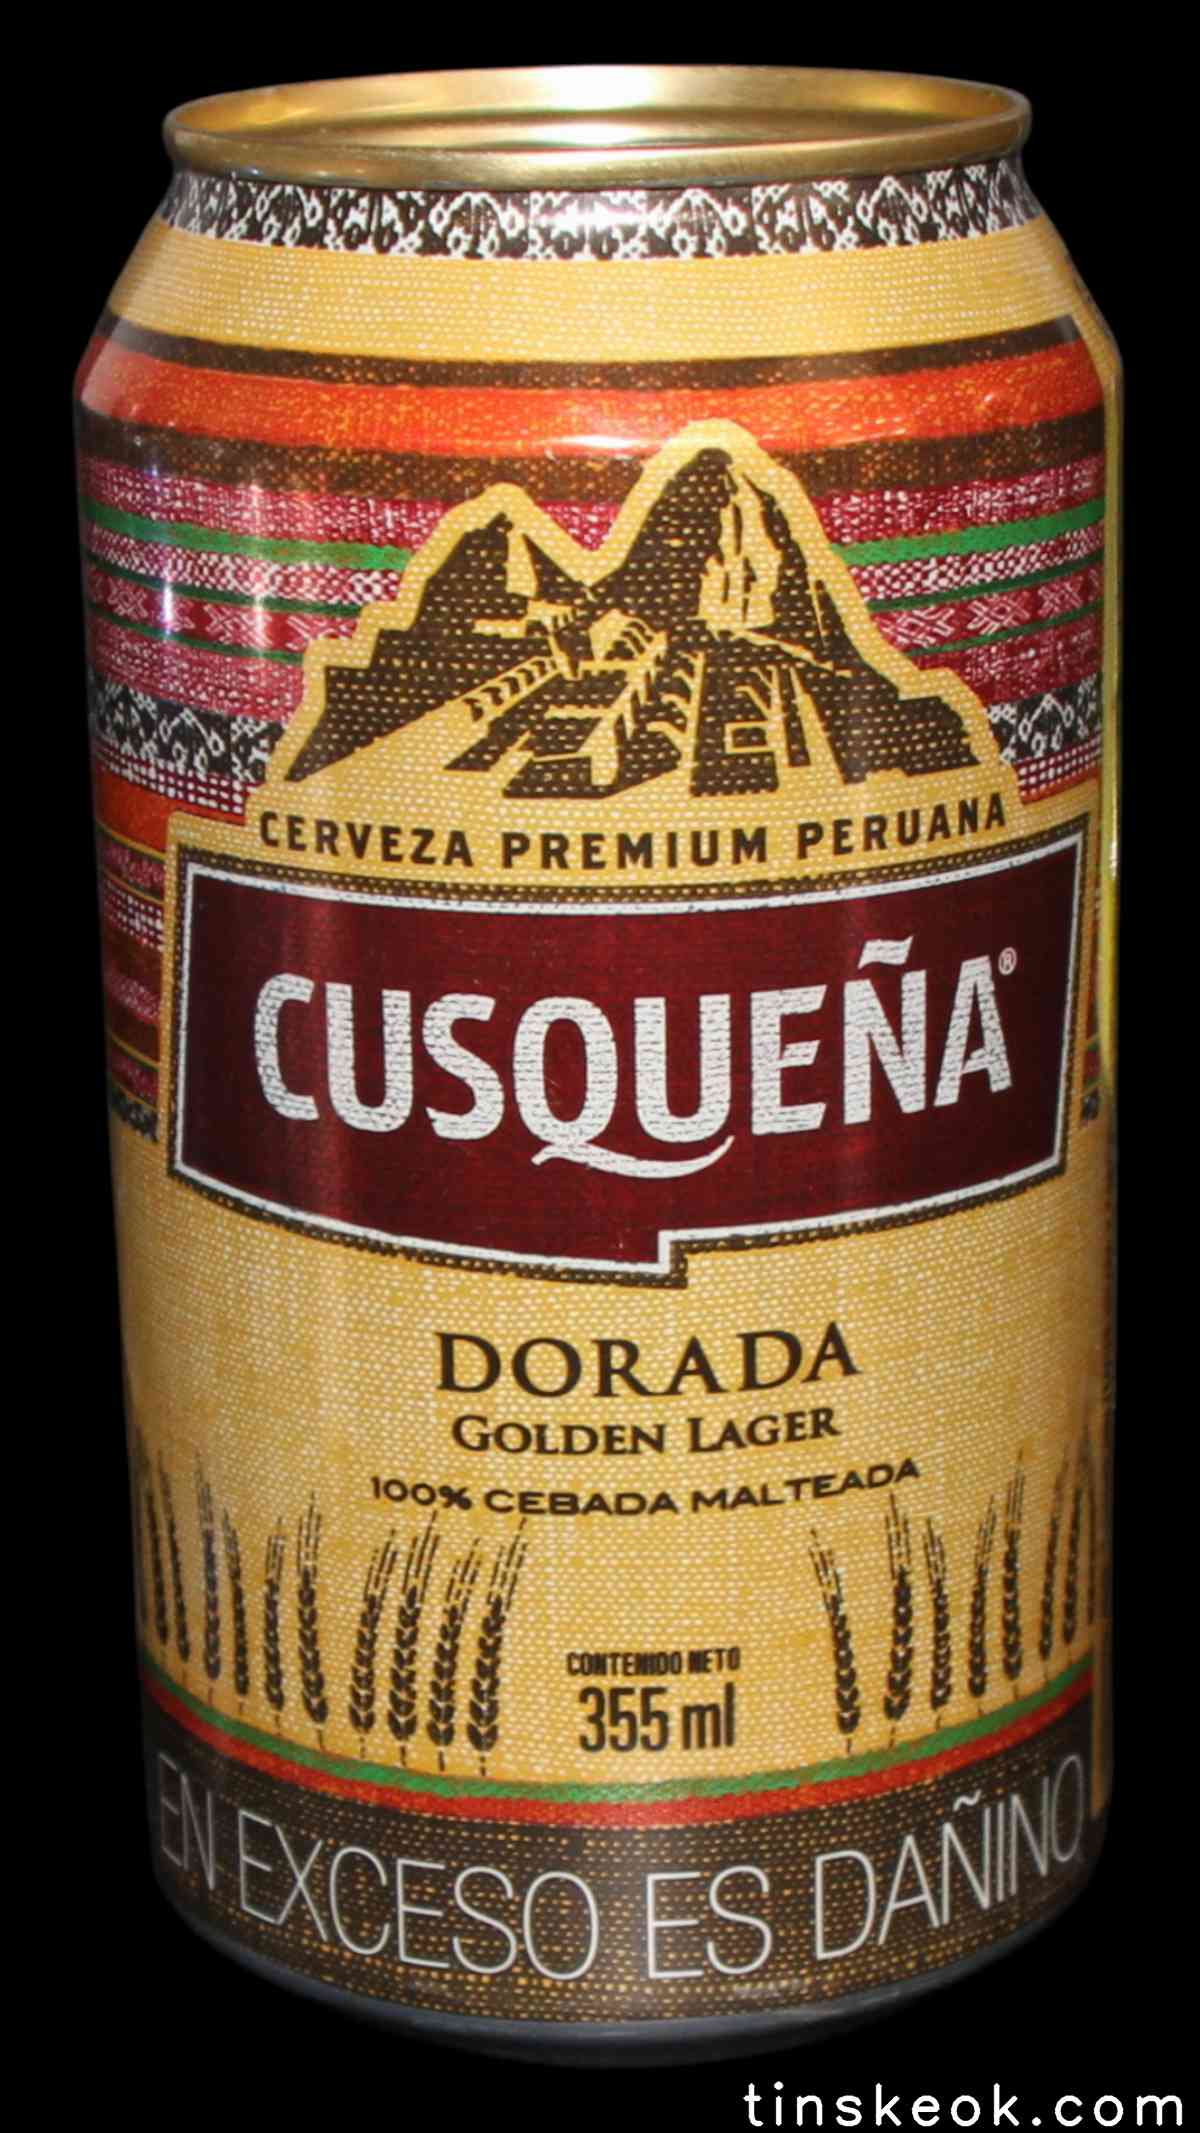 CERVEZA PREMIUM PERUANA
CUSQUEÑA®
DORADA
GOLDEN LAGER
100% CEBADA MALTEADA
CONTENIDO NETO
355 ml
EN EXCESO ES DAÑINO
tinskeok.com